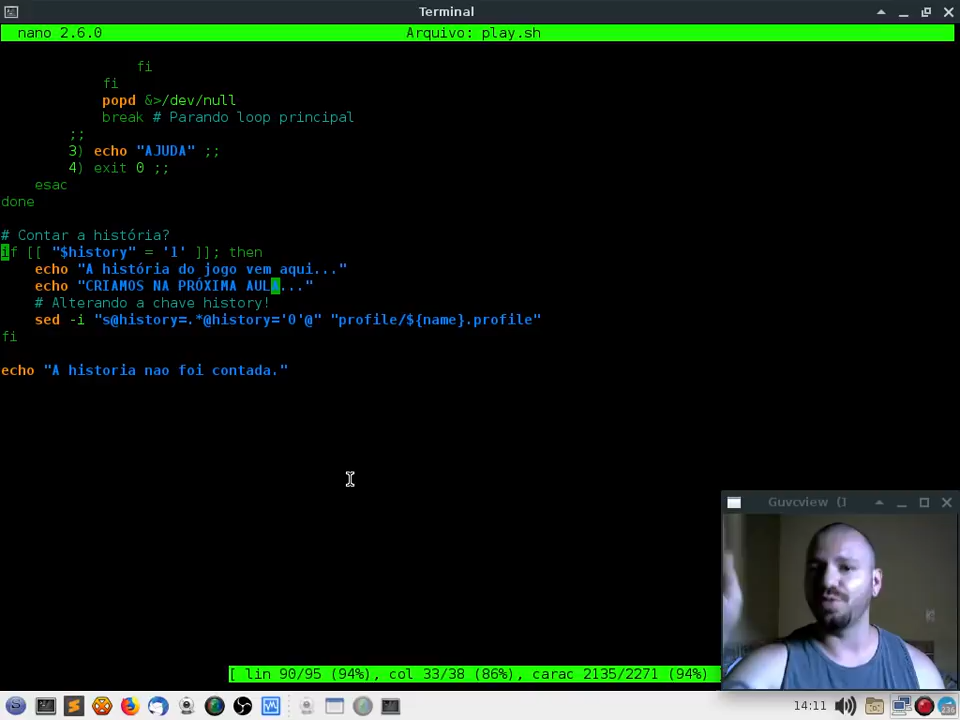 Terminal
nano 2.6.0 Arquivo: play.sh
fi
fi
popd &>/dev/null
break # Parando loop principal
;;
3) echo "AJUDA" ;;
4) exit 0 ;;
esac
done
# Contar a história?
if [[ "$history" = '1' ]]; then
echo "A história do jogo vem aqui..."
echo "CRIAMOS NA PRÓXIMA AULA..."
# Alterando a chave history!
sed -i "s@history=.*@history='0'@" "profile/${name}.profile"
fi
echo "A historia nao foi contada."
Guvcview (1
[ lin 90/95 (94%), col 33/38 (86%), carac 2135/2271 (94%) ]
14:11
236